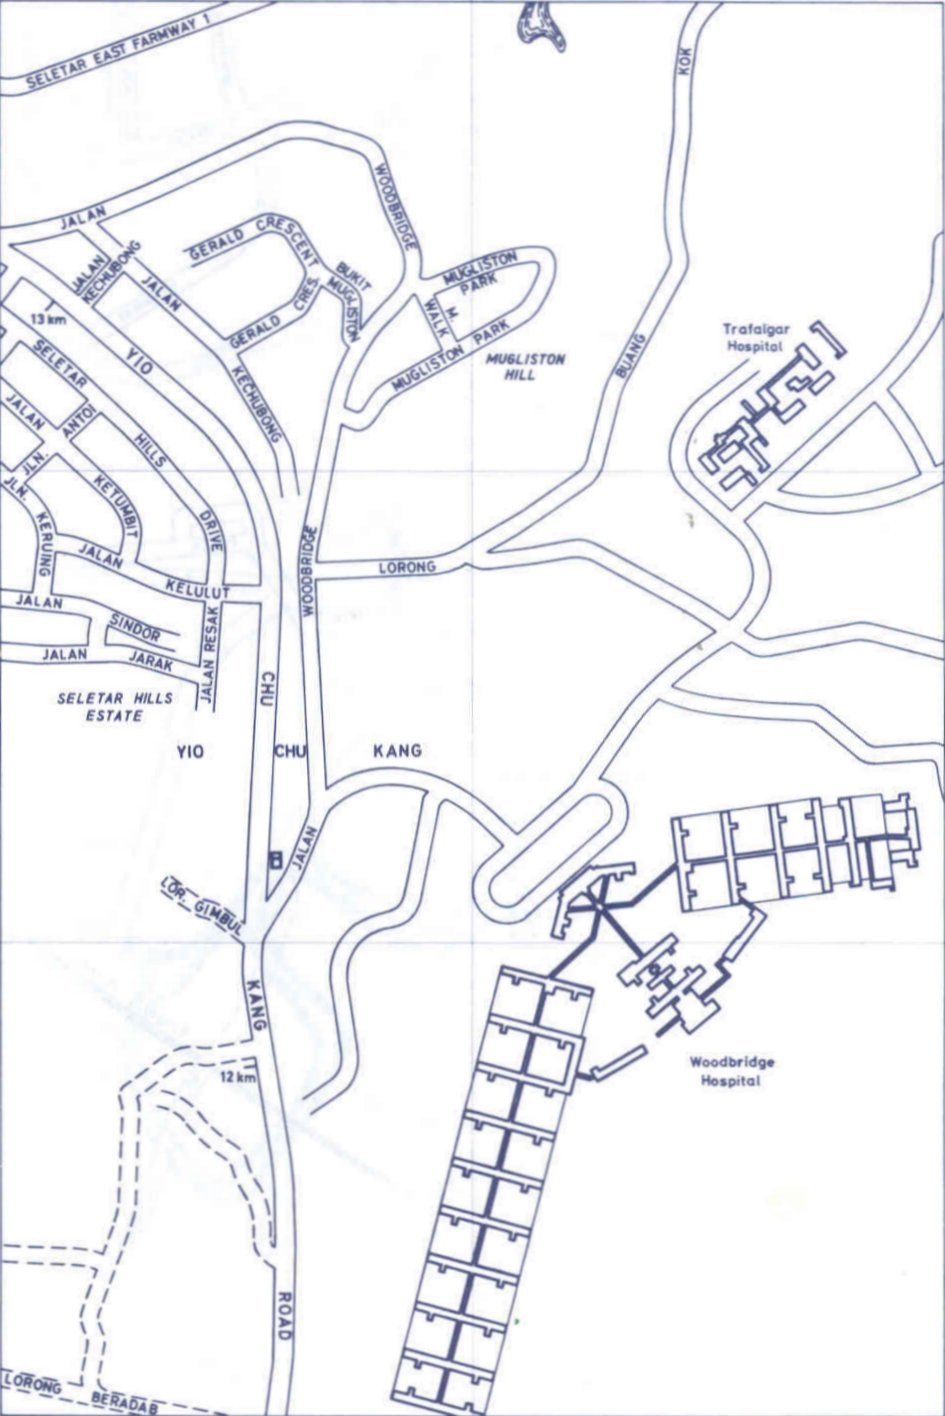 SELETAR EAST FARMWAY 1
KOK
WOODBRIDGE
JALAN
GERALD CRESCENT
JALAN
KECHUBONG
JALAN
BUKIT
MUGLISTON
MUGLISTON
PARK
GERALD CRES.
M.
WALK
13 km
YIO
MUGLISTON PARK
MUGLISTON
HILL
BUANG
Trafalgar
Hospital
SELETAR
KECHUBONG
JALAN
ANTOI
JLN.
HILLS
JLN.
KETUMBIT
KERUING
DRIVE
JALAN
WOODBRIDGE
LORONG
KELULUT
JALAN
SINDOR
JALAN RESAK
JALAN
JARAK
CHU
SELETAR HILLS
ESTATE
YIO
CHU
KANG
JALAN
LOR. GIMBUL
KANG
12 km
Woodbridge
Hospital
ROAD
LORONG
BERADAB